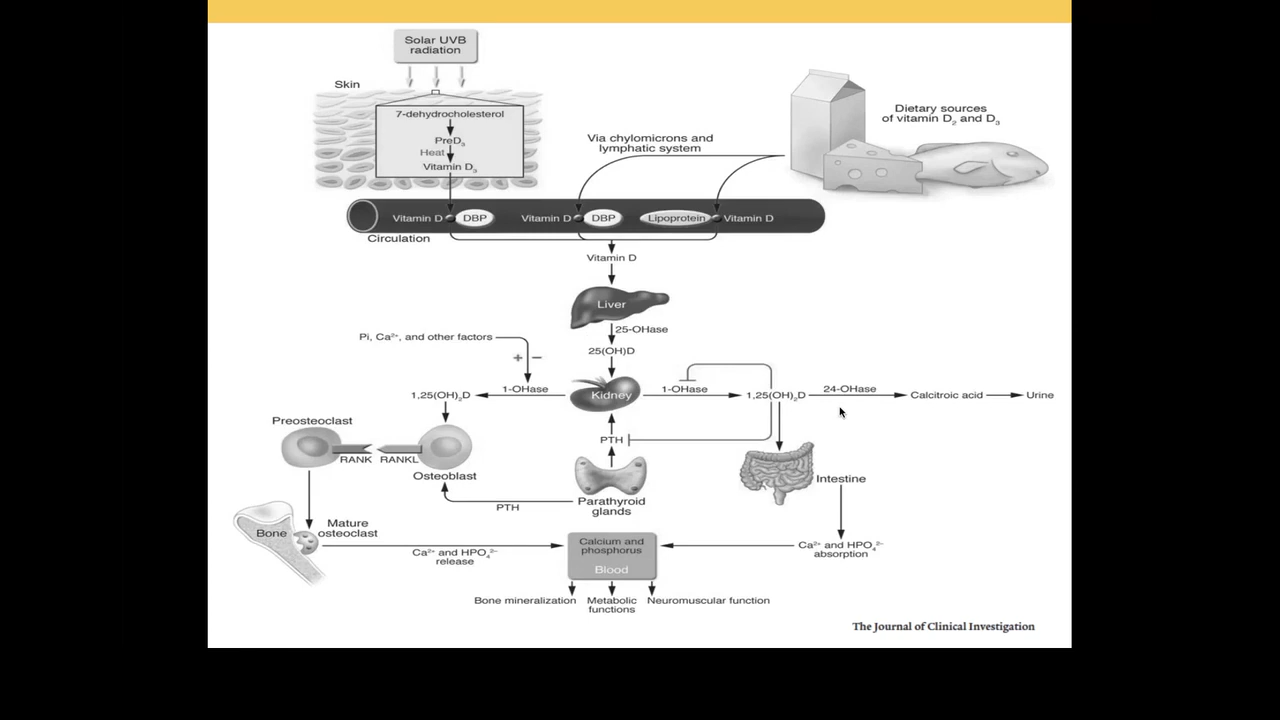 Solar UVB
radiation
Skin
7-dehydrocholesterol
PreD₃
Heat
Vitamin D₃
Via chylomicrons and
lymphatic system
Dietary sources
of vitamin D₂ and D₃
Vitamin D DBP Vitamin D DBP Lipoprotein Vitamin D
Circulation
Vitamin D
Liver
25-OHase
25(OH)D
Pi, Ca²⁺, and other factors
+ −
1,25(OH)₂D 1-OHase Kidney 1-OHase 1,25(OH)₂D 24-OHase Calcitroic acid Urine
PTH
Preosteoclast
RANK RANKL
Osteoblast
PTH
Parathyroid
glands
Intestine
Bone
Mature
osteoclast
Ca²⁺ and HPO₄²⁻
release
Calcium and
phosphorus
Blood
Ca²⁺ and HPO₄²⁻
absorption
Bone mineralization
Metabolic
functions
Neuromuscular function
The Journal of Clinical Investigation